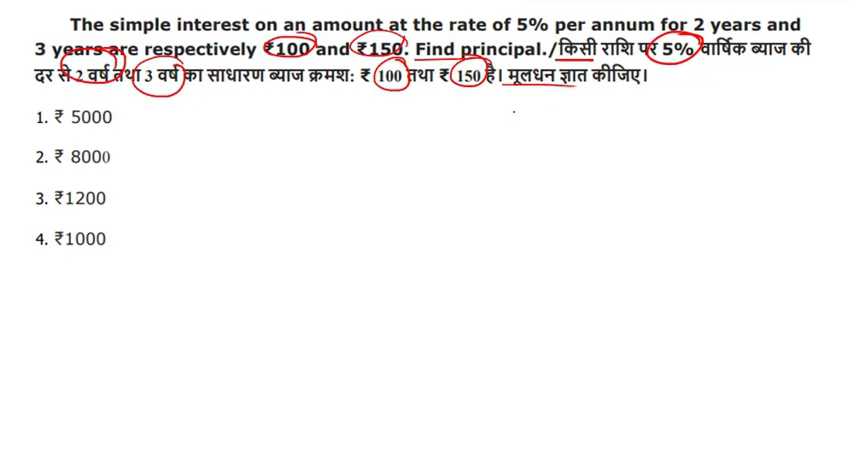 The simple interest on an amount at the rate of 5% per annum for 2 years and
3 years are respectively ₹100 and ₹150. Find principal./किसी राशि पर 5% वार्षिक ब्याज की
दर से 2 वर्ष तथा 3 वर्ष का साधारण ब्याज क्रमश: ₹ 100 तथा ₹ 150 है। मूलधन ज्ञात कीजिए।
1. ₹ 5000
2. ₹ 8000
3. ₹1200
4. ₹1000